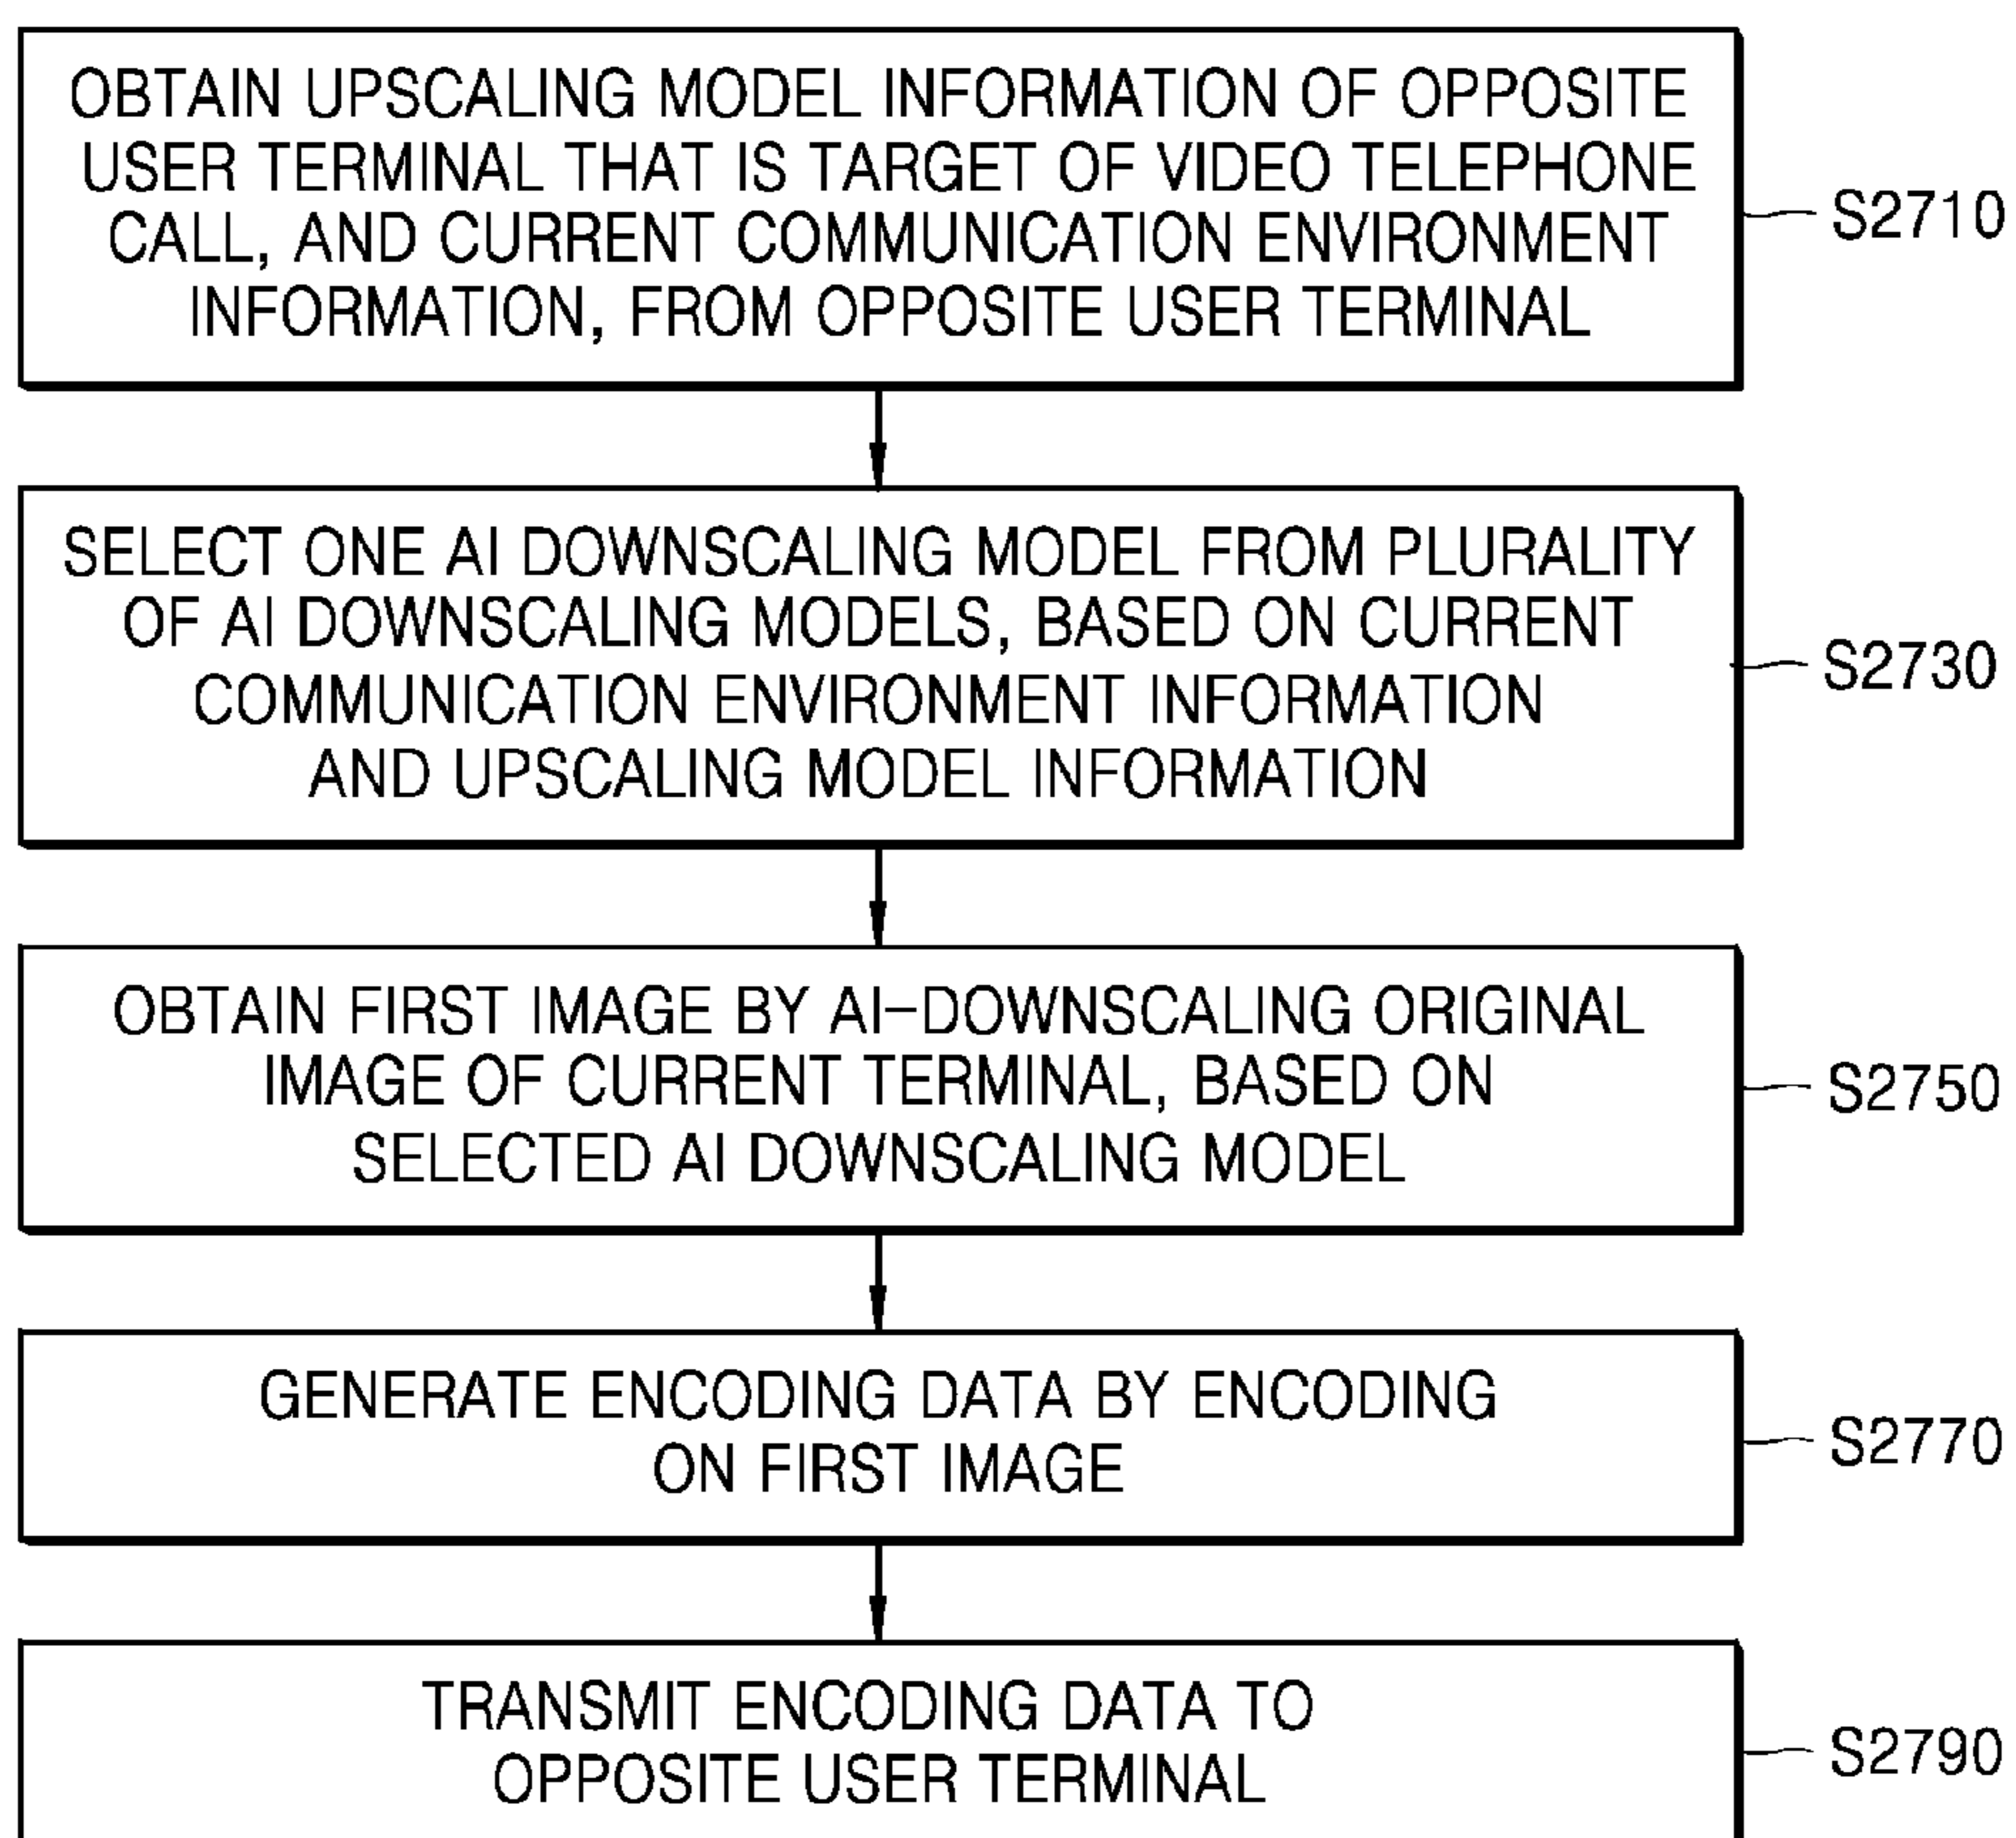 OBTAIN UPSCALING MODEL INFORMATION OF OPPOSITE
USER TERMINAL THAT IS TARGET OF VIDEO TELEPHONE
CALL, AND CURRENT COMMUNICATION ENVIRONMENT
INFORMATION, FROM OPPOSITE USER TERMINAL
S2710
SELECT ONE AI DOWNSCALING MODEL FROM PLURALITY
OF AI DOWNSCALING MODELS, BASED ON CURRENT
COMMUNICATION ENVIRONMENT INFORMATION
AND UPSCALING MODEL INFORMATION
S2730
OBTAIN FIRST IMAGE BY AI-DOWNSCALING ORIGINAL
IMAGE OF CURRENT TERMINAL, BASED ON
SELECTED AI DOWNSCALING MODEL
S2750
GENERATE ENCODING DATA BY ENCODING
ON FIRST IMAGE
S2770
TRANSMIT ENCODING DATA TO
OPPOSITE USER TERMINAL
S2790